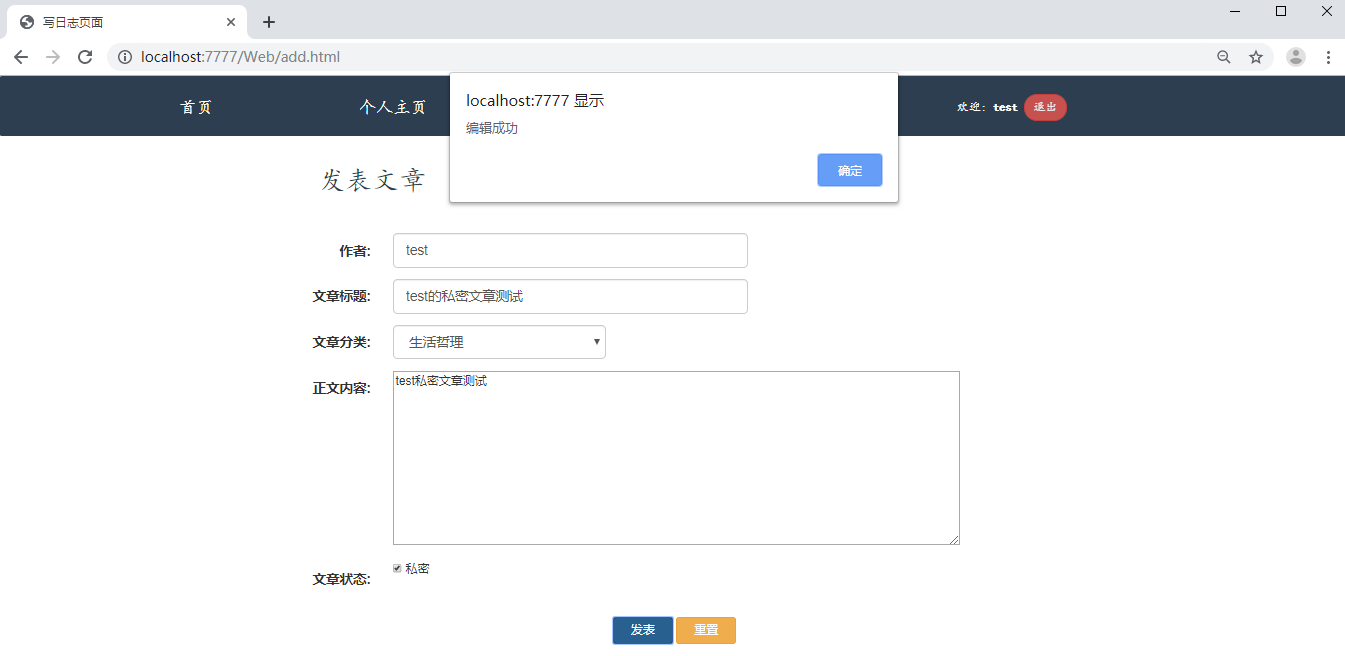 写日志页面
localhost:7777/Web/add.html
首页 个人主页 欢迎：test 退出
localhost:7777 显示
编辑成功
确定
发表文章
作者: test
文章标题: test的私密文章测试
文章分类: 生活哲理
正文内容: test私密文章测试
文章状态: 私密
发表 重置